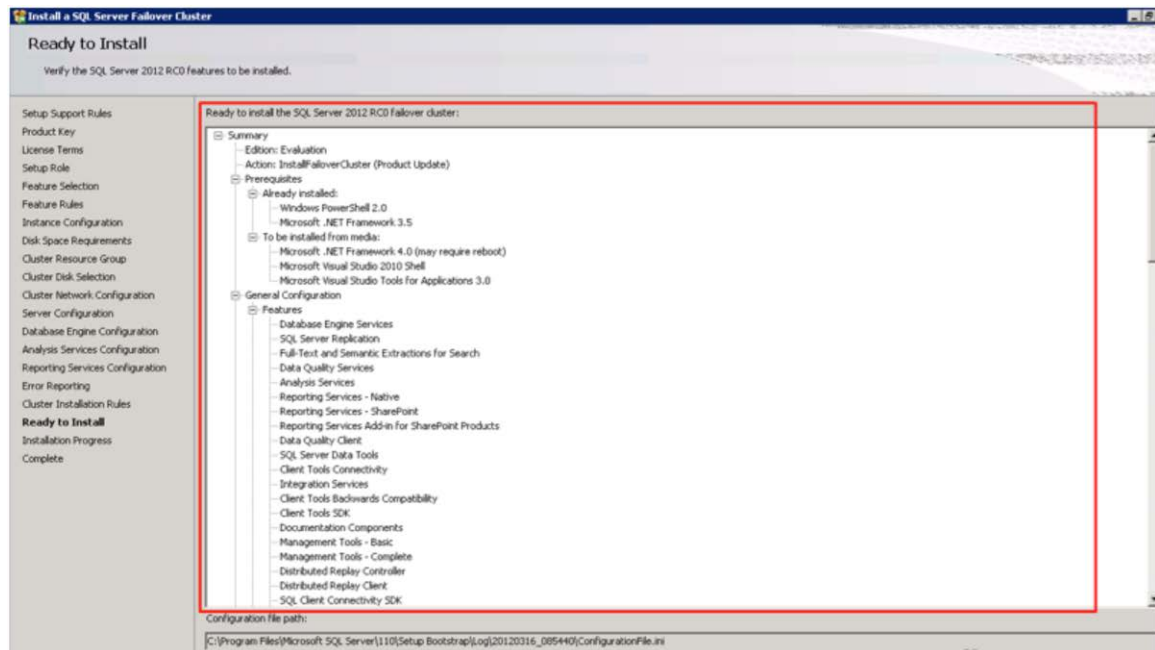 Install a SQL Server Failover Cluster
Ready to Install
Verify the SQL Server 2012 RC0 features to be installed.
Setup Support Rules
Product Key
License Terms
Setup Role
Feature Selection
Feature Rules
Instance Configuration
Disk Space Requirements
Cluster Resource Group
Cluster Disk Selection
Cluster Network Configuration
Server Configuration
Database Engine Configuration
Analysis Services Configuration
Reporting Services Configuration
Error Reporting
Cluster Installation Rules
Ready to Install
Installation Progress
Complete
Ready to install the SQL Server 2012 RC0 failover cluster:
Summary
Edition: Evaluation
Action: InstallFailoverCluster (Product Update)
Prerequisites
Already installed:
Windows PowerShell 2.0
Microsoft .NET Framework 3.5
To be installed from media:
Microsoft .NET Framework 4.0 (may require reboot)
Microsoft Visual Studio 2010 Shell
Microsoft Visual Studio Tools for Applications 3.0
General Configuration
Features
Database Engine Services
SQL Server Replication
Full-Text and Semantic Extractions for Search
Data Quality Services
Analysis Services
Reporting Services - Native
Reporting Services - SharePoint
Reporting Services Add-in for SharePoint Products
Data Quality Client
SQL Server Data Tools
Client Tools Connectivity
Integration Services
Client Tools Backwards Compatibility
Client Tools SDK
Documentation Components
Management Tools - Basic
Management Tools - Complete
Distributed Replay Controller
Distributed Replay Client
SQL Client Connectivity SDK
Configuration file path:
C:\Program Files\Microsoft SQL Server\110\Setup Bootstrap\Log\20120316_085440\ConfigurationFile.ini